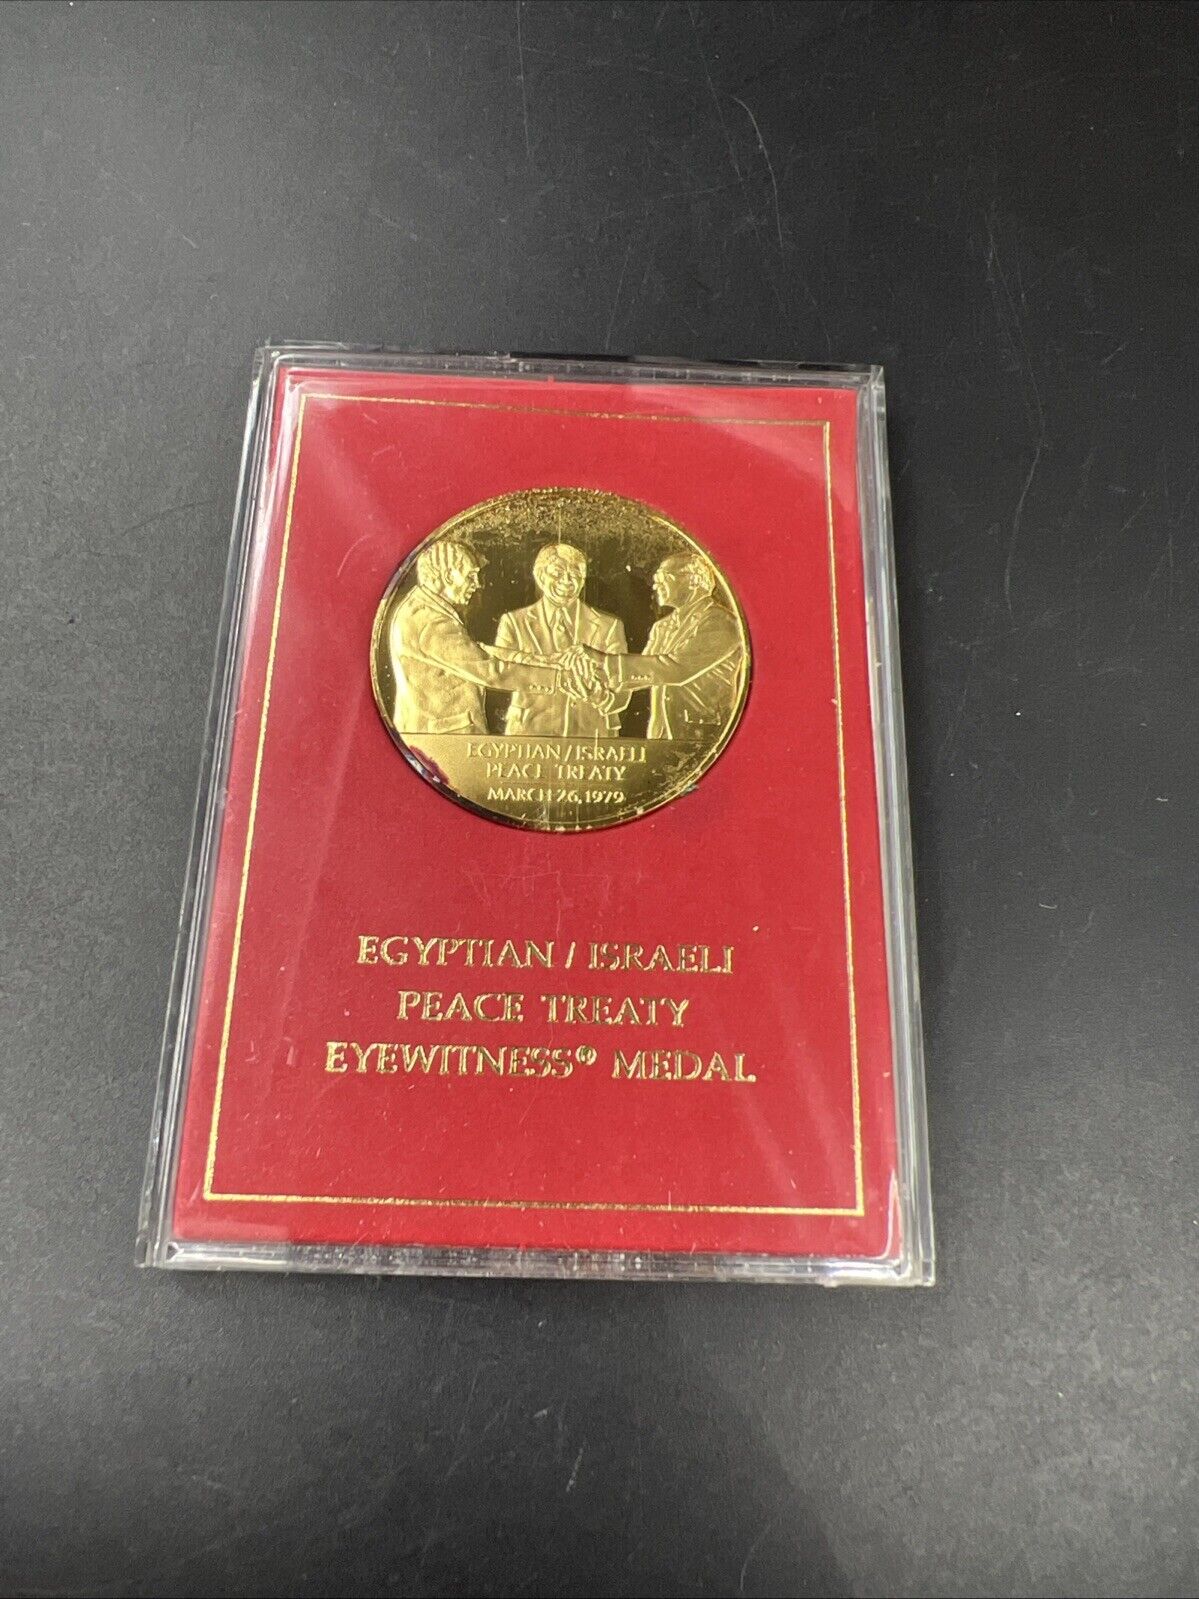 EGYPTIAN / ISRAELI
PEACE TREATY
MARCH 26, 1979
EGYPTIAN / ISRAELI
PEACE TREATY
EYEWITNESS® MEDAL